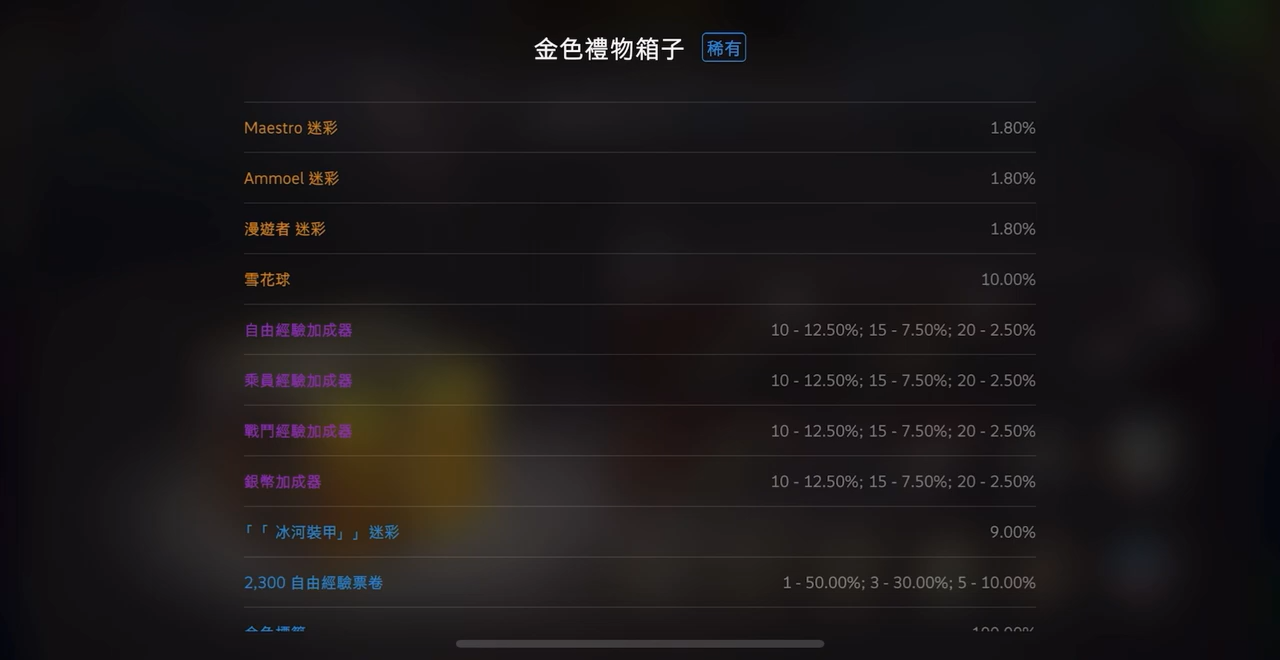 金色禮物箱子 稀有
Maestro 迷彩 1.80%
Ammoel 迷彩 1.80%
漫遊者 迷彩 1.80%
雪花球 10.00%
自由經驗加成器 10 - 12.50%; 15 - 7.50%; 20 - 2.50%
乘員經驗加成器 10 - 12.50%; 15 - 7.50%; 20 - 2.50%
戰鬥經驗加成器 10 - 12.50%; 15 - 7.50%; 20 - 2.50%
銀幣加成器 10 - 12.50%; 15 - 7.50%; 20 - 2.50%
「「 冰河裝甲」」迷彩 9.00%
2,300 自由經驗票卷 1 - 50.00%; 3 - 30.00%; 5 - 10.00%